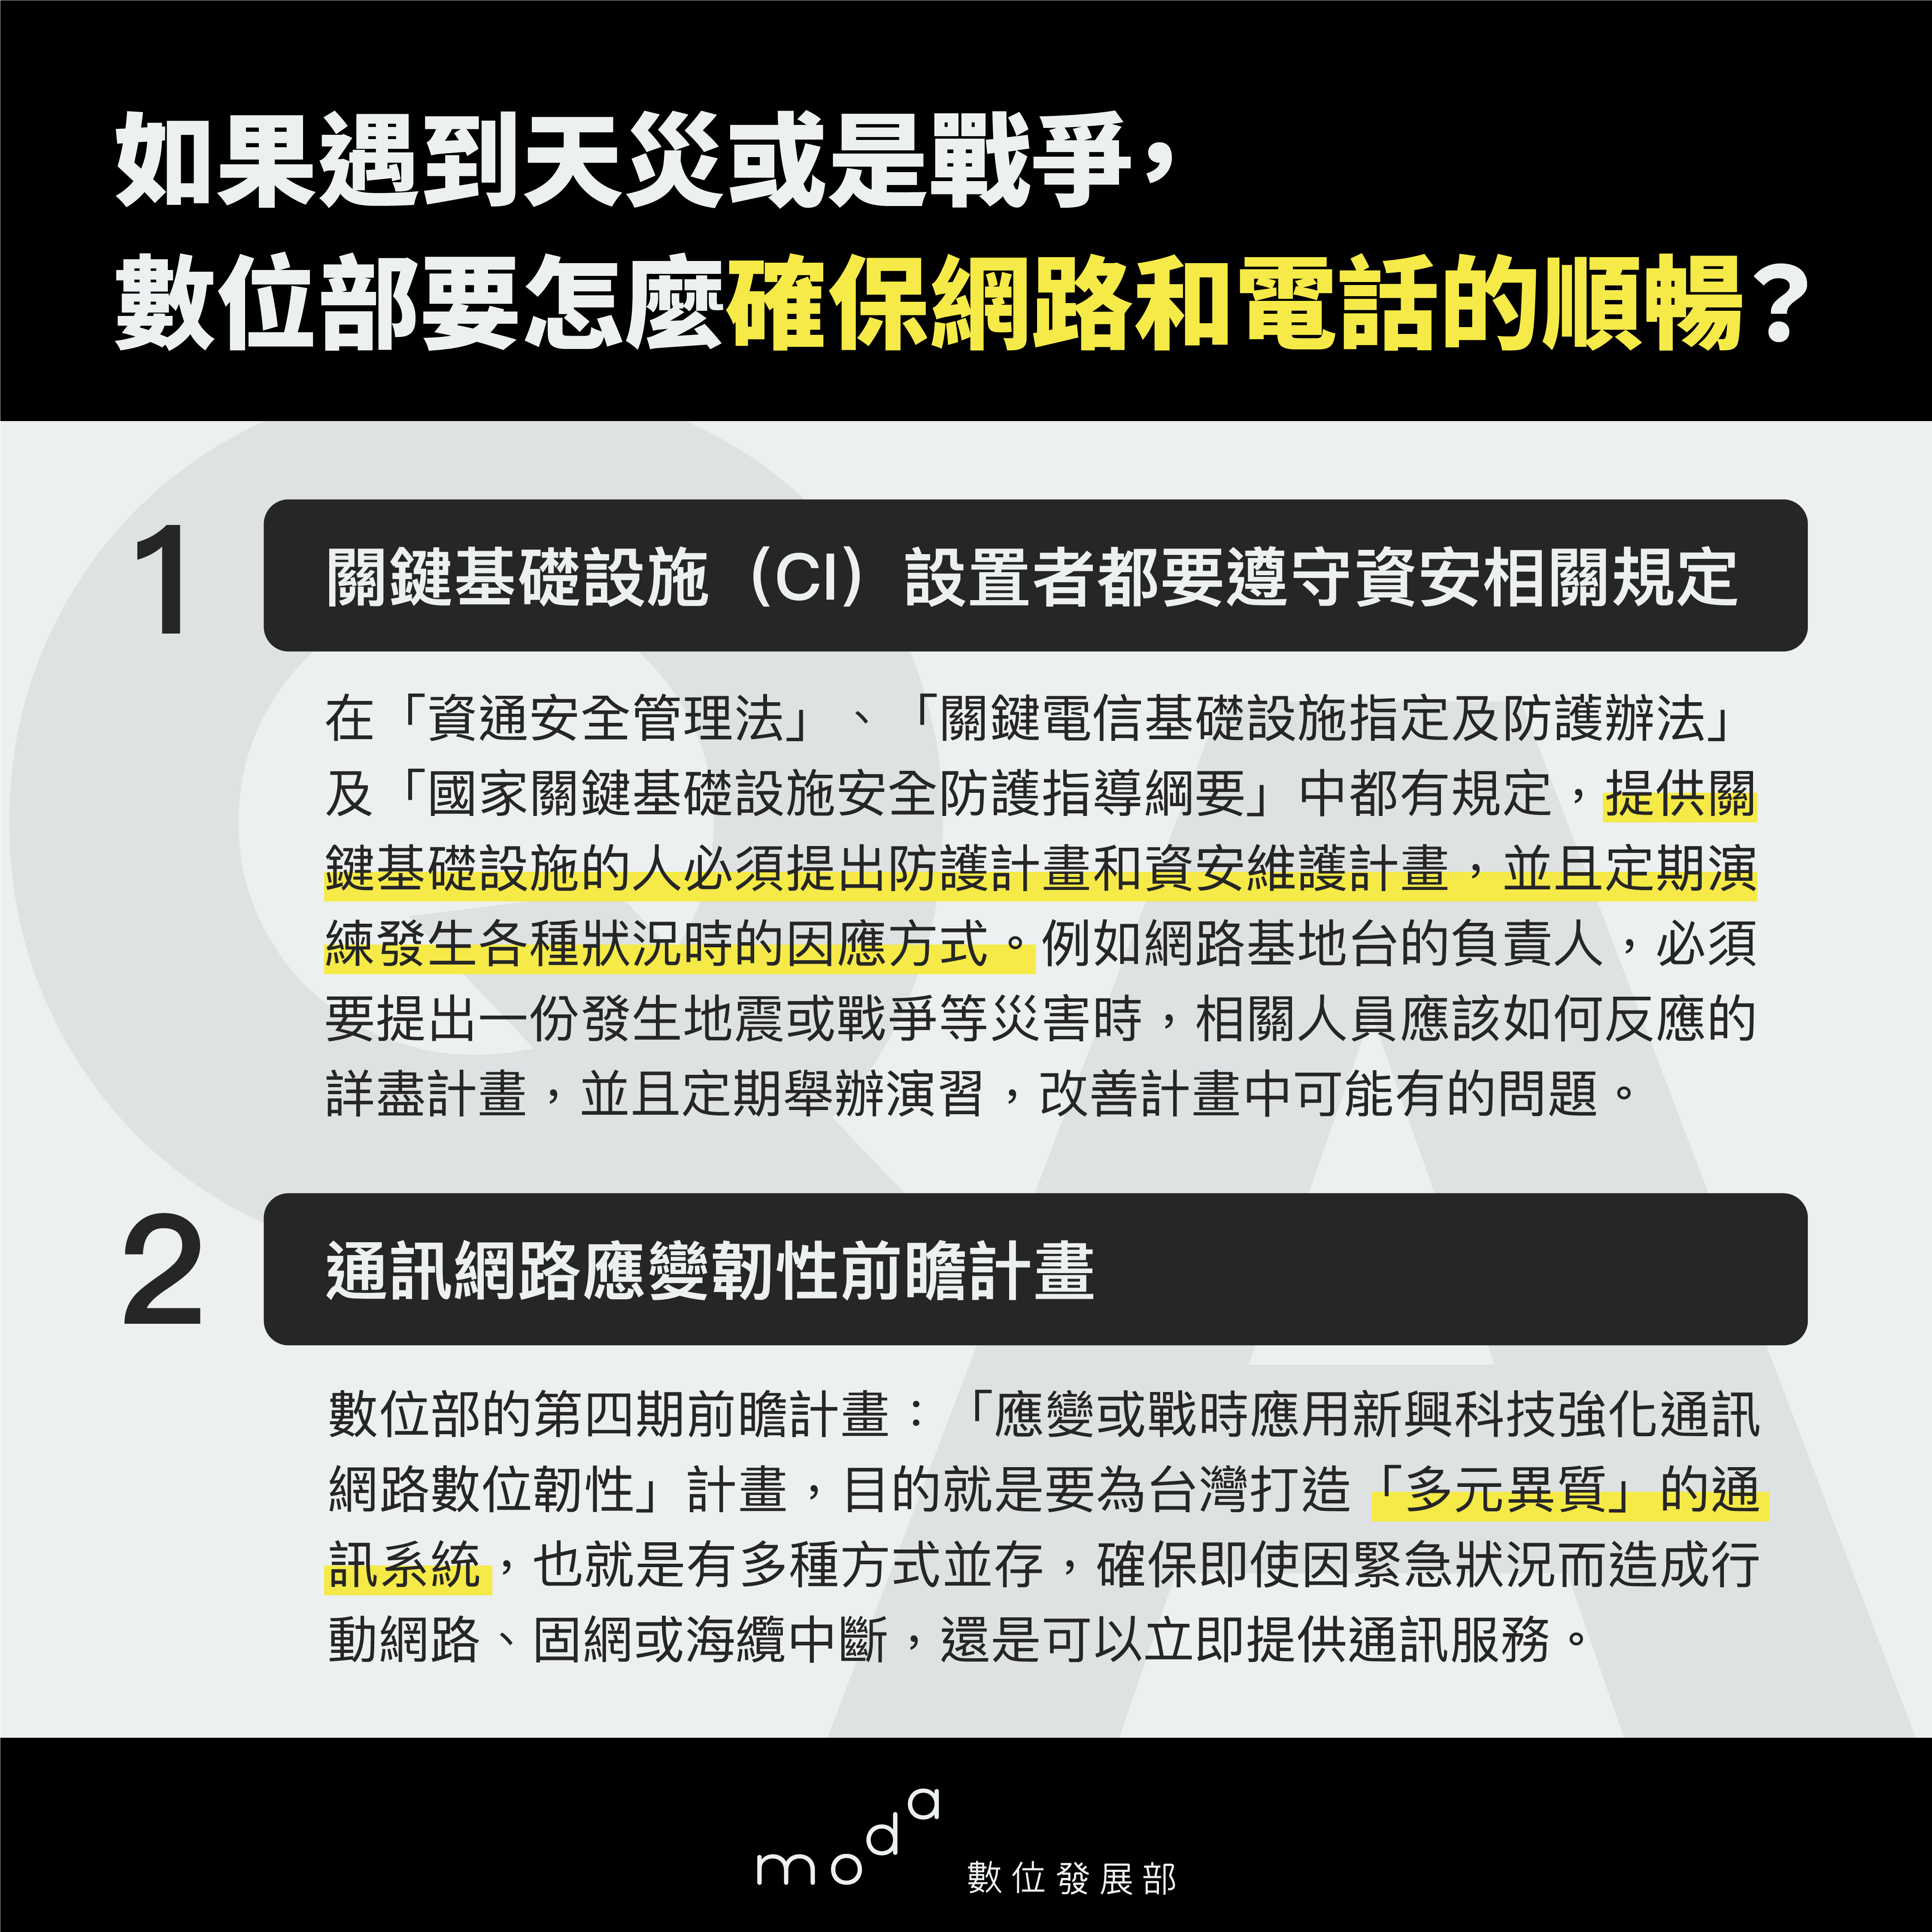 如果遇到天災或是戰爭，
數位部要怎麼確保網路和電話的順暢？
1
關鍵基礎設施（CI）設置者都要遵守資安相關規定
在「資通安全管理法」、「關鍵電信基礎設施指定及防護辦法」
及「國家關鍵基礎設施安全防護指導綱要」中都有規定，提供關
鍵基礎設施的人必須提出防護計畫和資安維護計畫，並且定期演
練發生各種狀況時的因應方式。例如網路基地台的負責人，必須
要提出一份發生地震或戰爭等災害時，相關人員應該如何反應的
詳盡計畫，並且定期舉辦演習，改善計畫中可能有的問題。
2
通訊網路應變韌性前瞻計畫
數位部的第四期前瞻計畫：「應變或戰時應用新興科技強化通訊
網路數位韌性」計畫，目的就是要為台灣打造「多元異質」的通
訊系統，也就是有多種方式並存，確保即使因緊急狀況而造成行
動網路、固網或海纜中斷，還是可以立即提供通訊服務。
moda 數位發展部